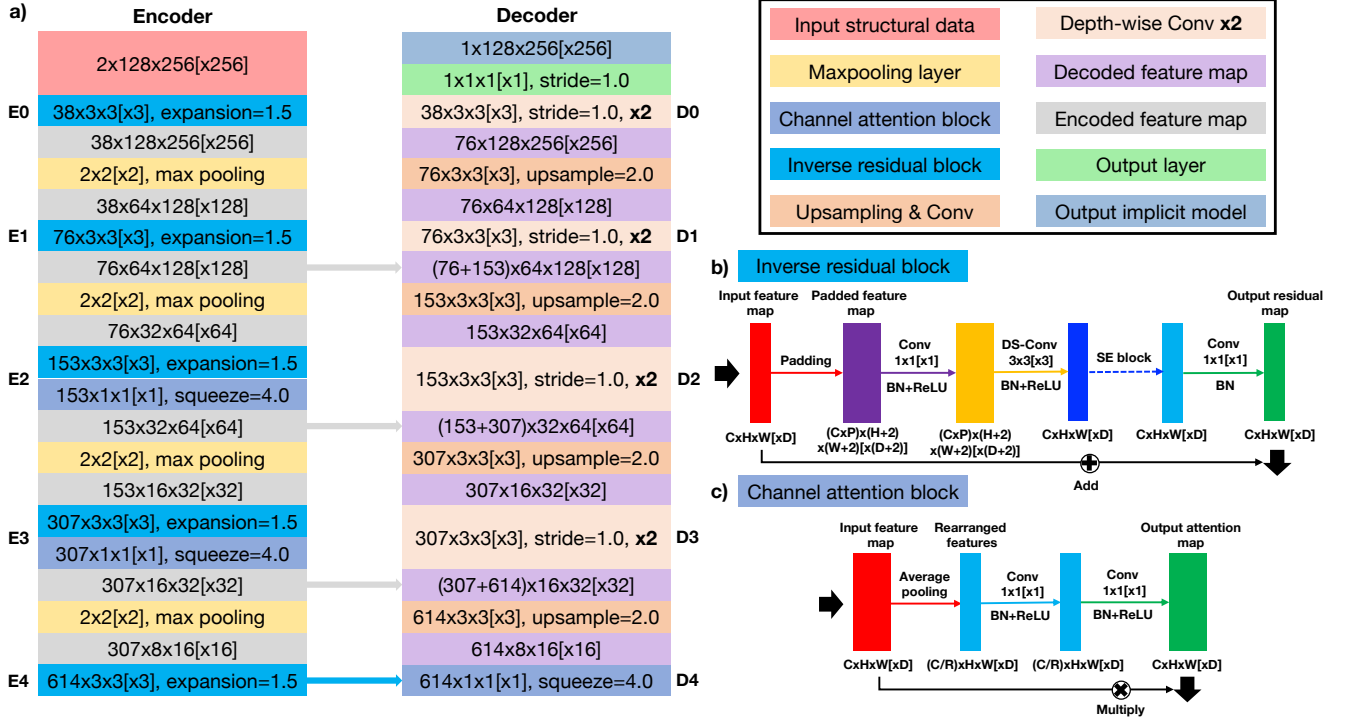 a)
Encoder
2x128x256[x256]
E0
38x3x3[x3], expansion=1.5
38x128x256[x256]
2x2[x2], max pooling
38x64x128[x128]
E1
76x3x3[x3], expansion=1.5
76x64x128[x128]
2x2[x2], max pooling
76x32x64[x64]
E2
153x3x3[x3], expansion=1.5
153x1x1[x1], squeeze=4.0
153x32x64[x64]
2x2[x2], max pooling
153x16x32[x32]
E3
307x3x3[x3], expansion=1.5
307x1x1[x1], squeeze=4.0
307x16x32[x32]
2x2[x2], max pooling
307x8x16[x16]
E4
614x3x3[x3], expansion=1.5
Decoder
1x128x256[x256]
1x1x1[x1], stride=1.0
38x3x3[x3], stride=1.0, x2
D0
76x128x256[x256]
76x3x3[x3], upsample=2.0
76x64x128[x128]
76x3x3[x3], stride=1.0, x2
D1
(76+153)x64x128[x128]
153x3x3[x3], upsample=2.0
153x32x64[x64]
153x3x3[x3], stride=1.0, x2
D2
(153+307)x32x64[x64]
307x3x3[x3], upsample=2.0
307x16x32[x32]
307x3x3[x3], stride=1.0, x2
D3
(307+614)x16x32[x32]
614x3x3[x3], upsample=2.0
614x8x16[x16]
614x1x1[x1], squeeze=4.0
D4
Input structural data
Depth-wise Conv x2
Maxpooling layer
Decoded feature map
Channel attention block
Encoded feature map
Inverse residual block
Output layer
Upsampling & Conv
Output implicit model
b)
Inverse residual block
Input feature
map
Padded feature
map
Output residual
map
Padding
Conv
1x1[x1]
BN+ReLU
DS-Conv
3x3[x3]
BN+ReLU
SE block
Conv
1x1[x1]
BN
CxHxW[xD]
(CxP)x(H+2)
x(W+2)[x(D+2)]
(CxP)x(H+2)
x(W+2)[x(D+2)]
CxHxW[xD]
CxHxW[xD]
CxHxW[xD]
Add
c)
Channel attention block
Input feature
map
Rearranged
features
Output attention
map
Average
pooling
Conv
1x1[x1]
BN+ReLU
Conv
1x1[x1]
BN+ReLU
CxHxW[xD]
(C/R)xHxW[xD]
(C/R)xHxW[xD]
CxHxW[xD]
Multiply